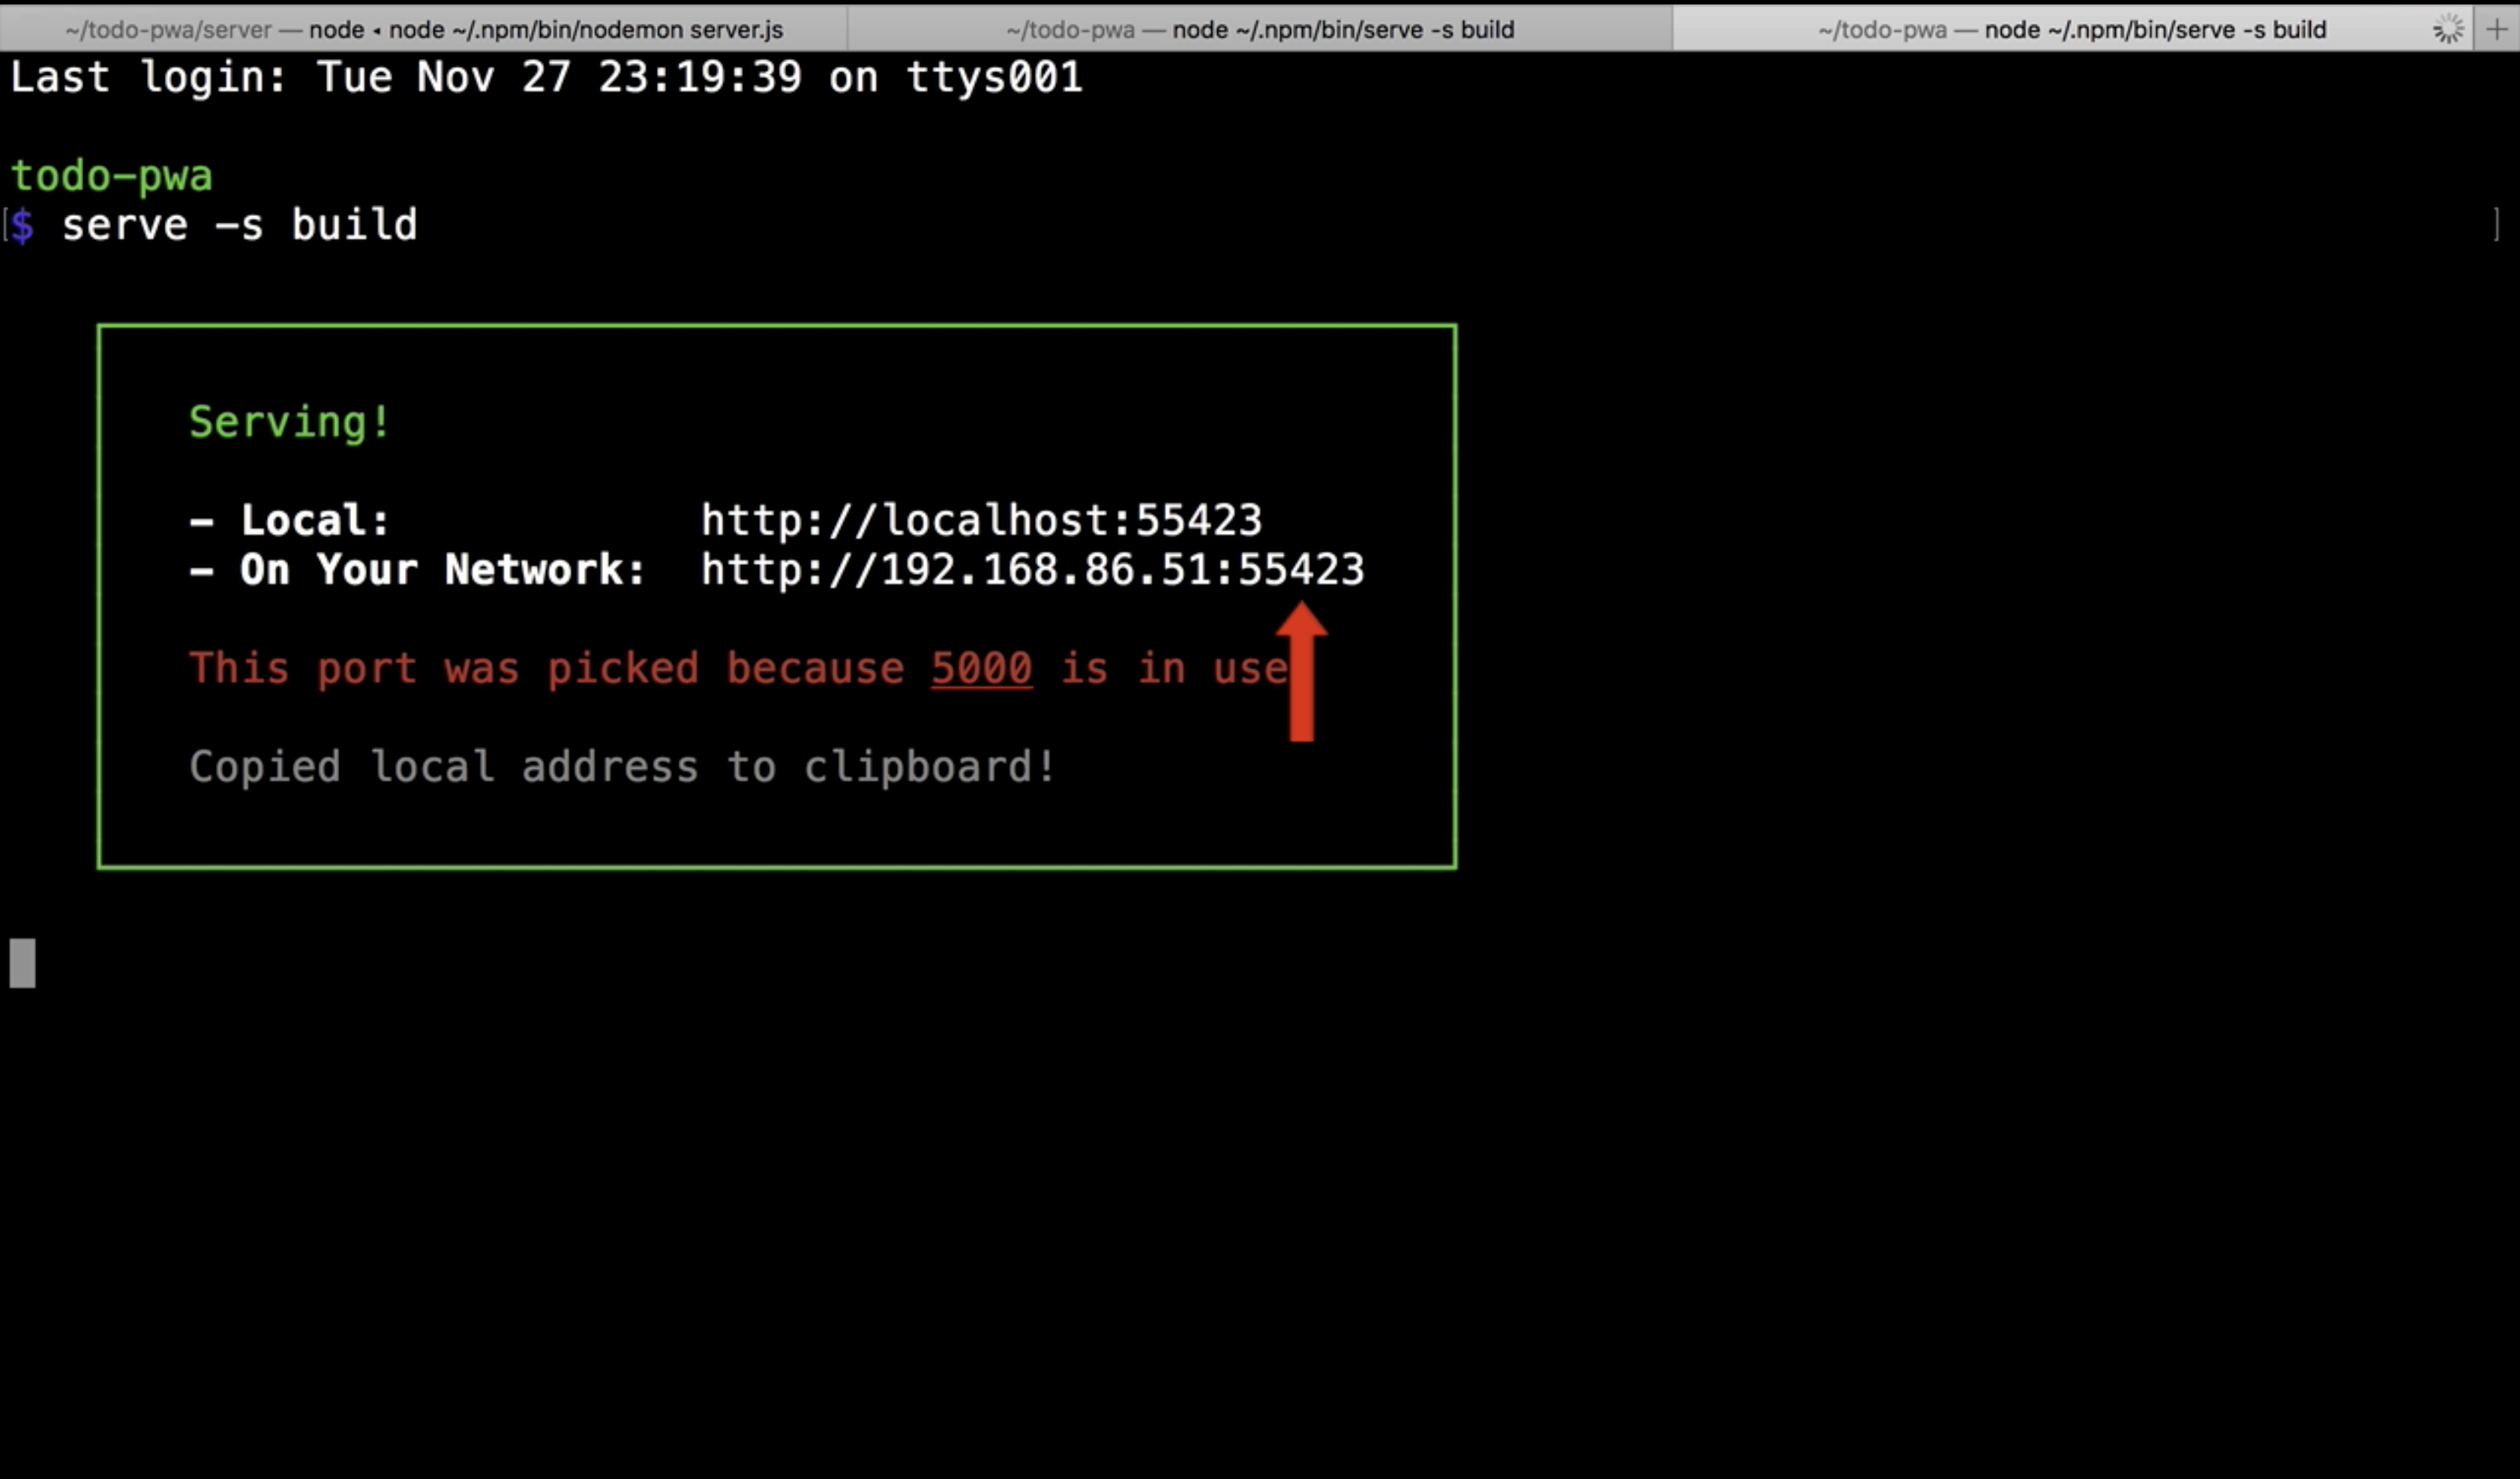 ~/todo-pwa/server — node ◂ node ~/.npm/bin/nodemon server.js
~/todo-pwa — node ~/.npm/bin/serve -s build
~/todo-pwa — node ~/.npm/bin/serve -s build
Last login: Tue Nov 27 23:19:39 on ttys001
todo-pwa
[$ serve -s build ]
Serving!
- Local: http://localhost:55423
- On Your Network: http://192.168.86.51:55423
This port was picked because 5000 is in use
Copied local address to clipboard!